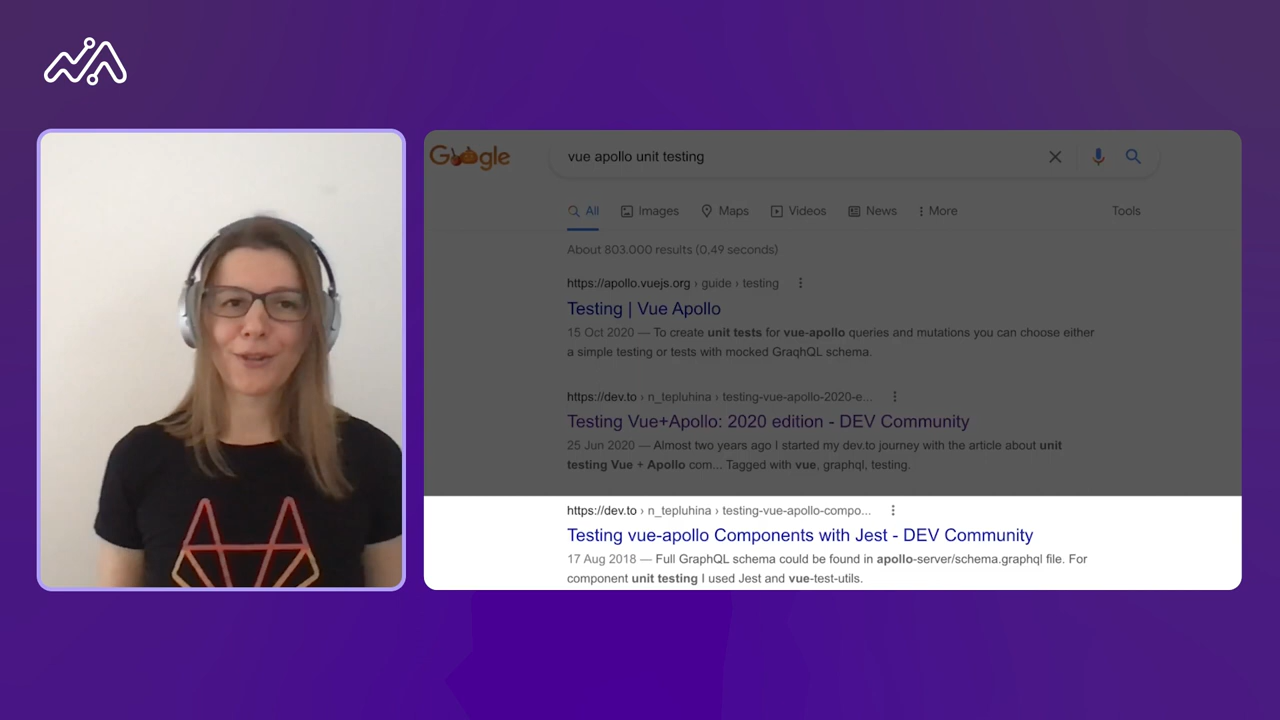 Google
vue apollo unit testing
All Images Maps Videos News More Tools
About 803.000 results (0,49 seconds)
https://apollo.vuejs.org › guide › testing
Testing | Vue Apollo
15 Oct 2020 — To create unit tests for vue-apollo queries and mutations you can choose either
a simple testing or tests with mocked GraqhQL schema.
https://dev.to › n_tepluhina › testing-vue-apollo-2020-e...
Testing Vue+Apollo: 2020 edition - DEV Community
25 Jun 2020 — Almost two years ago I started my dev.to journey with the article about unit
testing Vue + Apollo com... Tagged with vue, graphql, testing.
https://dev.to › n_tepluhina › testing-vue-apollo-compo...
Testing vue-apollo Components with Jest - DEV Community
17 Aug 2018 — Full GraphQL schema could be found in apollo-server/schema.graphql file. For
component unit testing I used Jest and vue-test-utils.